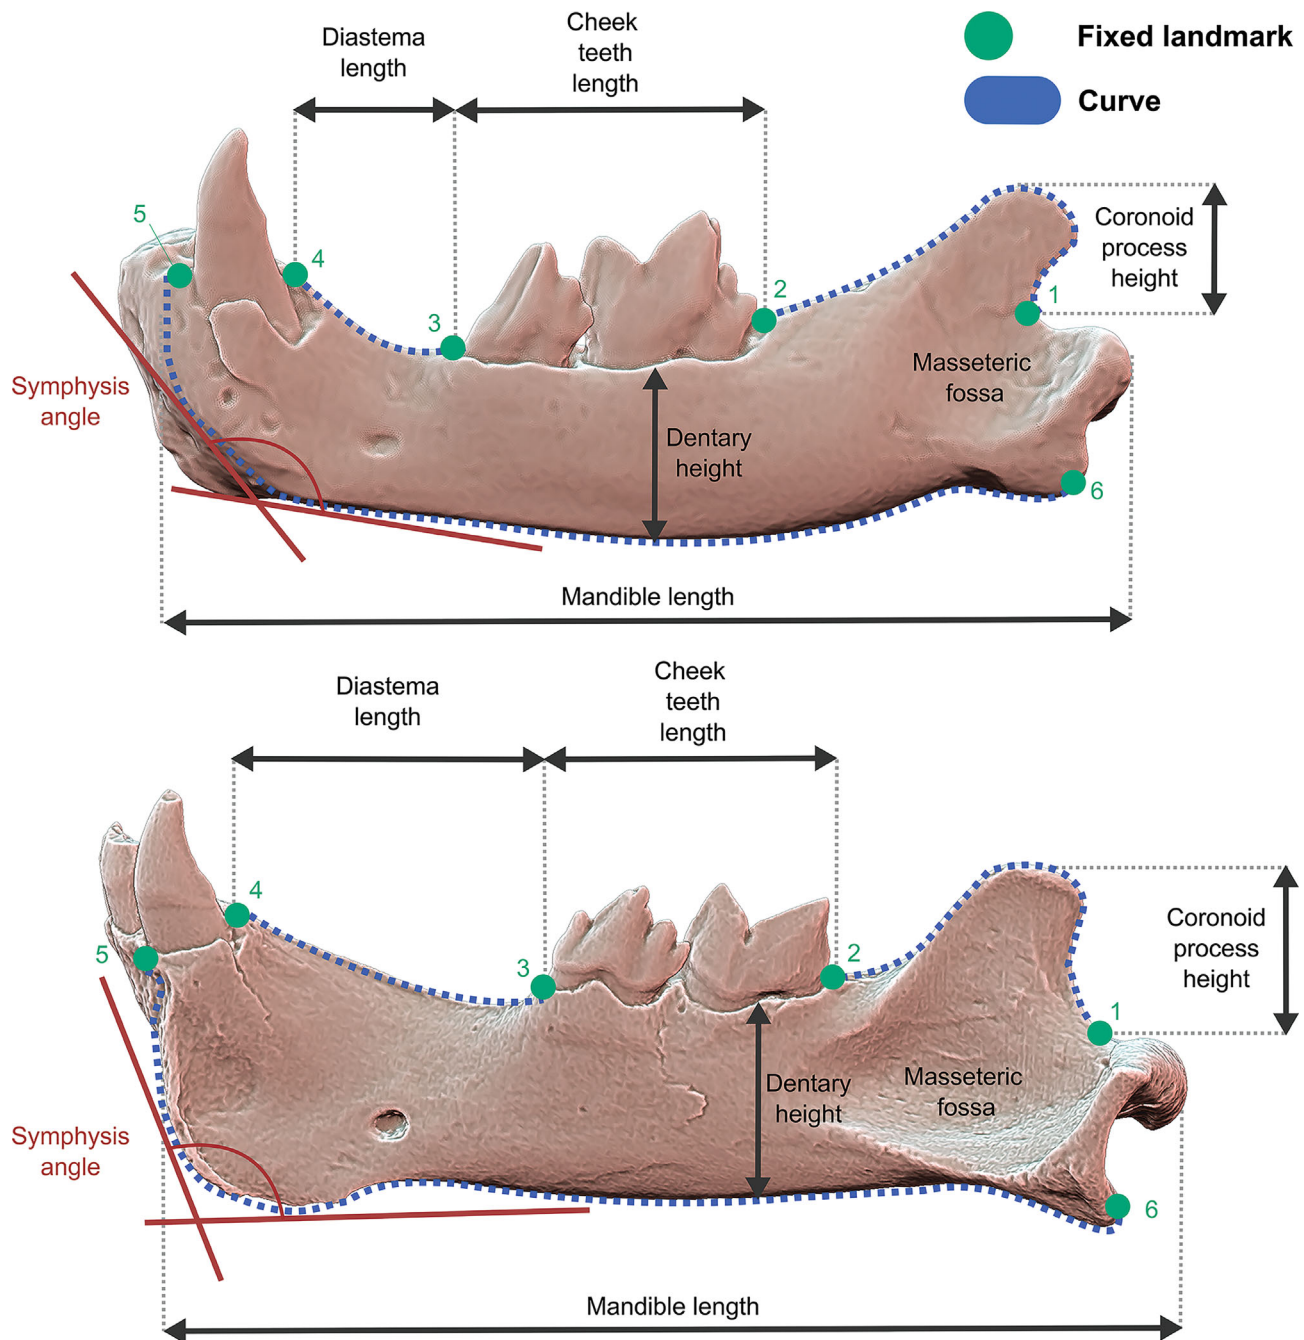 Diastema
length
Cheek
teeth
length
Fixed landmark
Curve
5
4
3
2
1
6
Coronoid
process
height
Masseteric
fossa
Symphysis
angle
Dentary
height
Mandible length
Diastema
length
Cheek
teeth
length
4
5
3
2
1
6
Coronoid
process
height
Masseteric
fossa
Dentary
height
Symphysis
angle
Mandible length